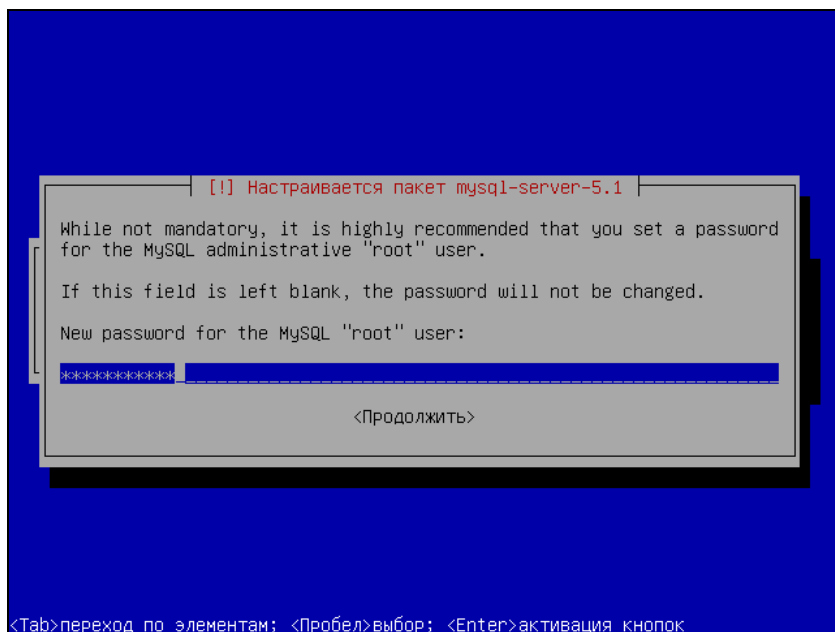 [!] Настраивается пакет mysql-server-5.1
While not mandatory, it is highly recommended that you set a password
for the MySQL administrative "root" user.
If this field is left blank, the password will not be changed.
New password for the MySQL "root" user:
***********
<Продолжить>
<Tab>переход по элементам; <Пробел>выбор; <Enter>активация кнопок